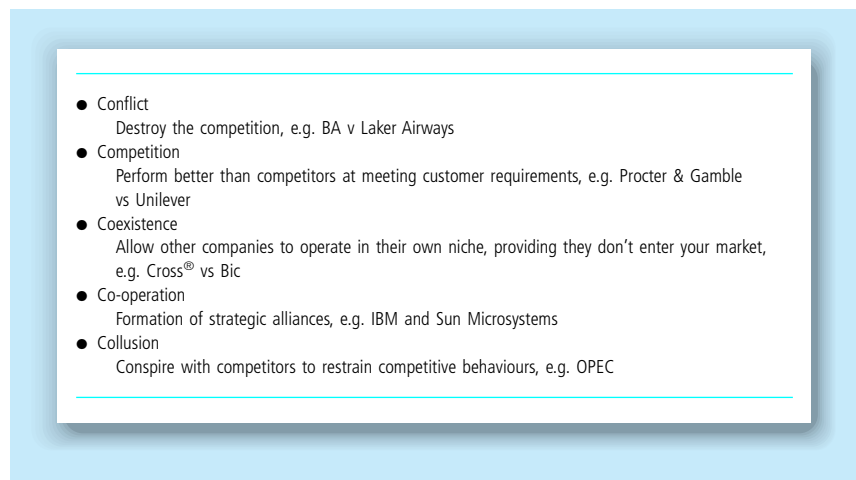 ● Conflict
Destroy the competition, e.g. BA v Laker Airways
● Competition
Perform better than competitors at meeting customer requirements, e.g. Procter & Gamble
vs Unilever
● Coexistence
Allow other companies to operate in their own niche, providing they don’t enter your market,
e.g. Cross® vs Bic
● Co-operation
Formation of strategic alliances, e.g. IBM and Sun Microsystems
● Collusion
Conspire with competitors to restrain competitive behaviours, e.g. OPEC